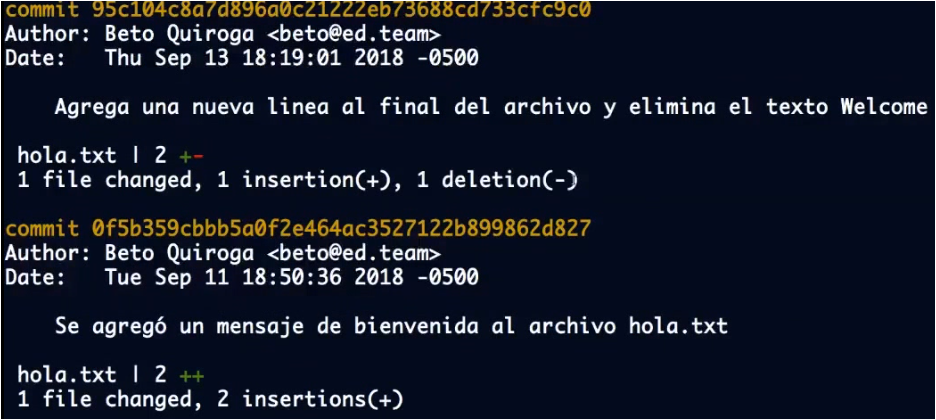 commit 95c104c8a7d896a0c21222eb73688cd733cfc9c0
Author: Beto Quiroga <beto@ed.team>
Date:   Thu Sep 13 18:19:01 2018 -0500
Agrega una nueva linea al final del archivo y elimina el texto Welcome
hola.txt | 2 +-
1 file changed, 1 insertion(+), 1 deletion(-)
commit 0f5b359cbbb5a0f2e464ac3527122b899862d827
Author: Beto Quiroga <beto@ed.team>
Date:   Tue Sep 11 18:50:36 2018 -0500
Se agregó un mensaje de bienvenida al archivo hola.txt
hola.txt | 2 ++
1 file changed, 2 insertions(+)